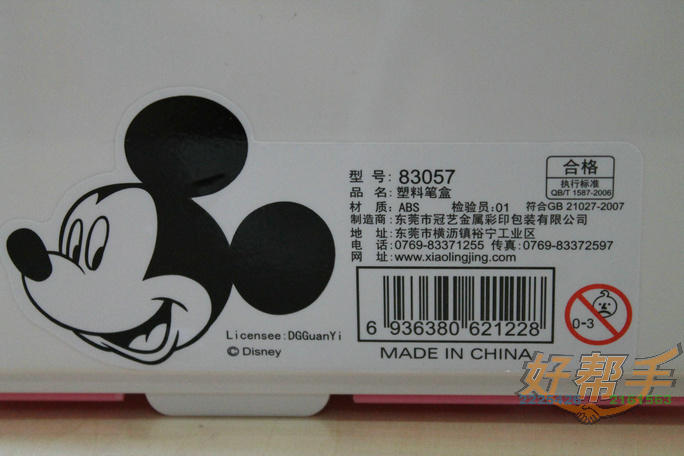 型 号: 83057
品 名: 塑料笔盒
材 质: ABS 检验员:01 符合GB 21027-2007
制造商: 东莞市冠艺金属彩印包装有限公司
地 址: 东莞市横沥镇裕宁工业区
电 话: 0769-83371255 传真: 0769-83372597
网 址: www.xiaolingjing.com
合格
执行标准
QB/T 1587-2006
6 936380 621228
0-3
MADE IN CHINA
Licensee:DGGuanYi
© Disney
好帮手